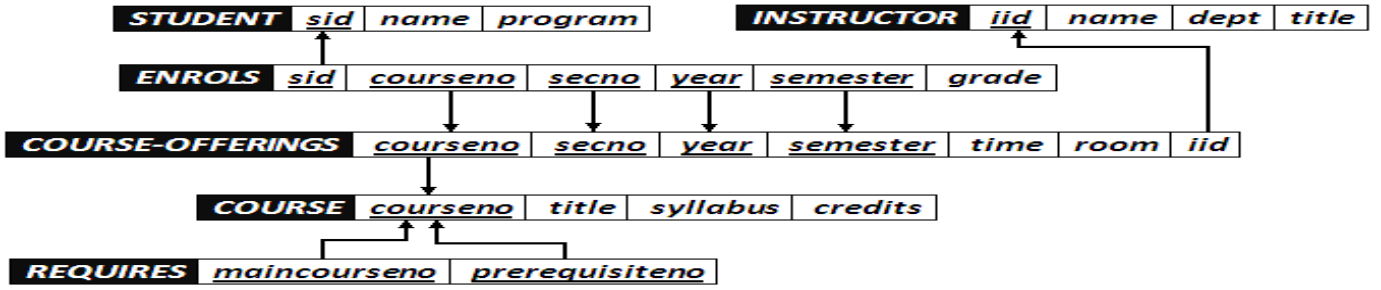 STUDENT sid name program INSTRUCTOR iid name dept title
ENROLS sid courseno secno year semester grade
COURSE-OFFERINGS courseno secno year semester time room iid
COURSE courseno title syllabus credits
REQUIRES maincourseno prerequisiteno